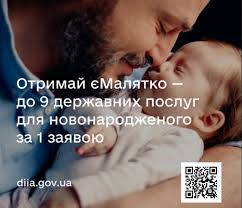 Отримай єМалятко —
до 9 державних послуг
для новонародженого
за 1 заявою
diia.gov.ua